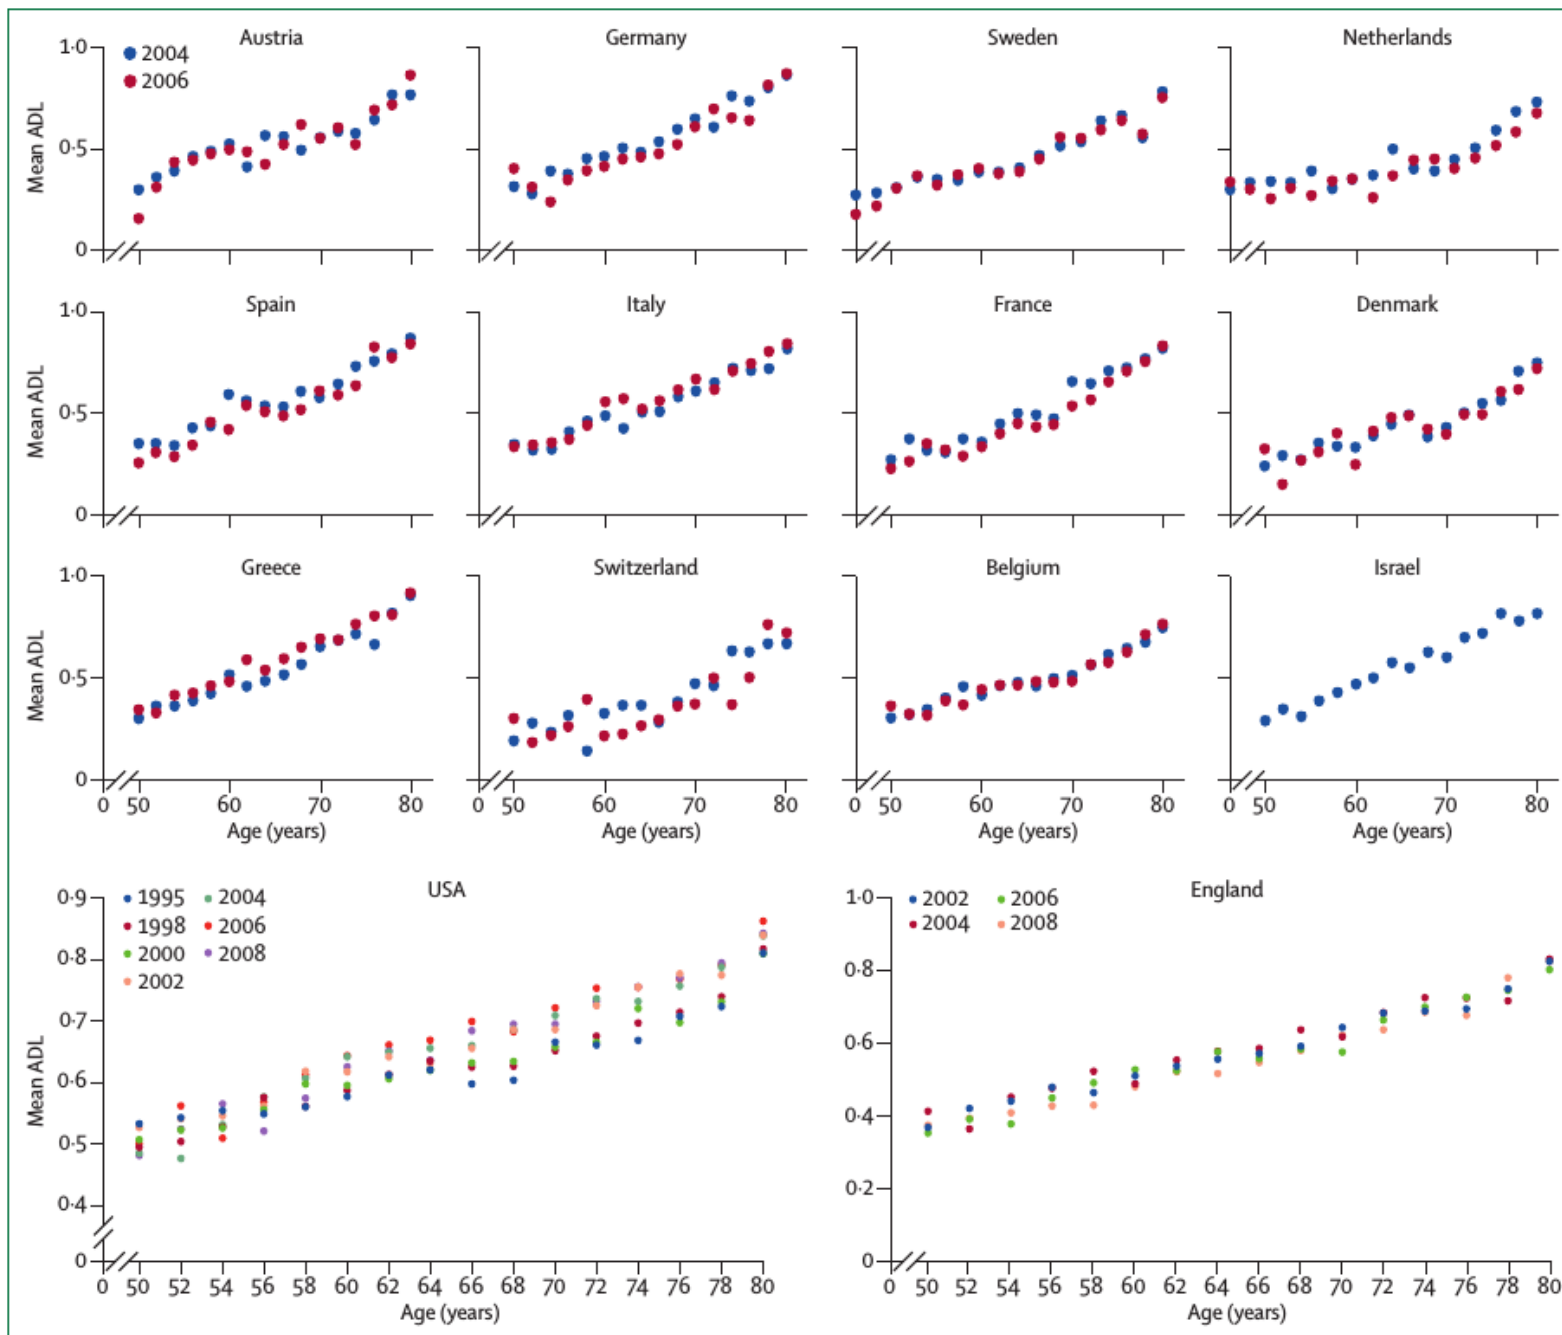 Austria Germany Sweden Netherlands
1·0
2004
2006
Mean ADL
0·5
0
Spain Italy France Denmark
1·0
Mean ADL
0·5
0
Greece Switzerland Belgium Israel
1·0
Mean ADL
0·5
0
0 50 60 70 80 0 50 60 70 80 0 50 60 70 80 0 50 60 70 80
Age (years) Age (years) Age (years) Age (years)
USA
0·9
1995 2004
1998 2006
2000 2008
2002
0·8
0·7
Mean ADL
0·6
0·5
0·4
0
0 50 52 54 56 58 60 62 64 66 68 70 72 74 76 78 80
Age (years)
England
1·0
2002 2006
2004 2008
0·8
0·6
0·4
0·2
0
0 50 52 54 56 58 60 62 64 66 68 70 72 74 76 78 80
Age (years)